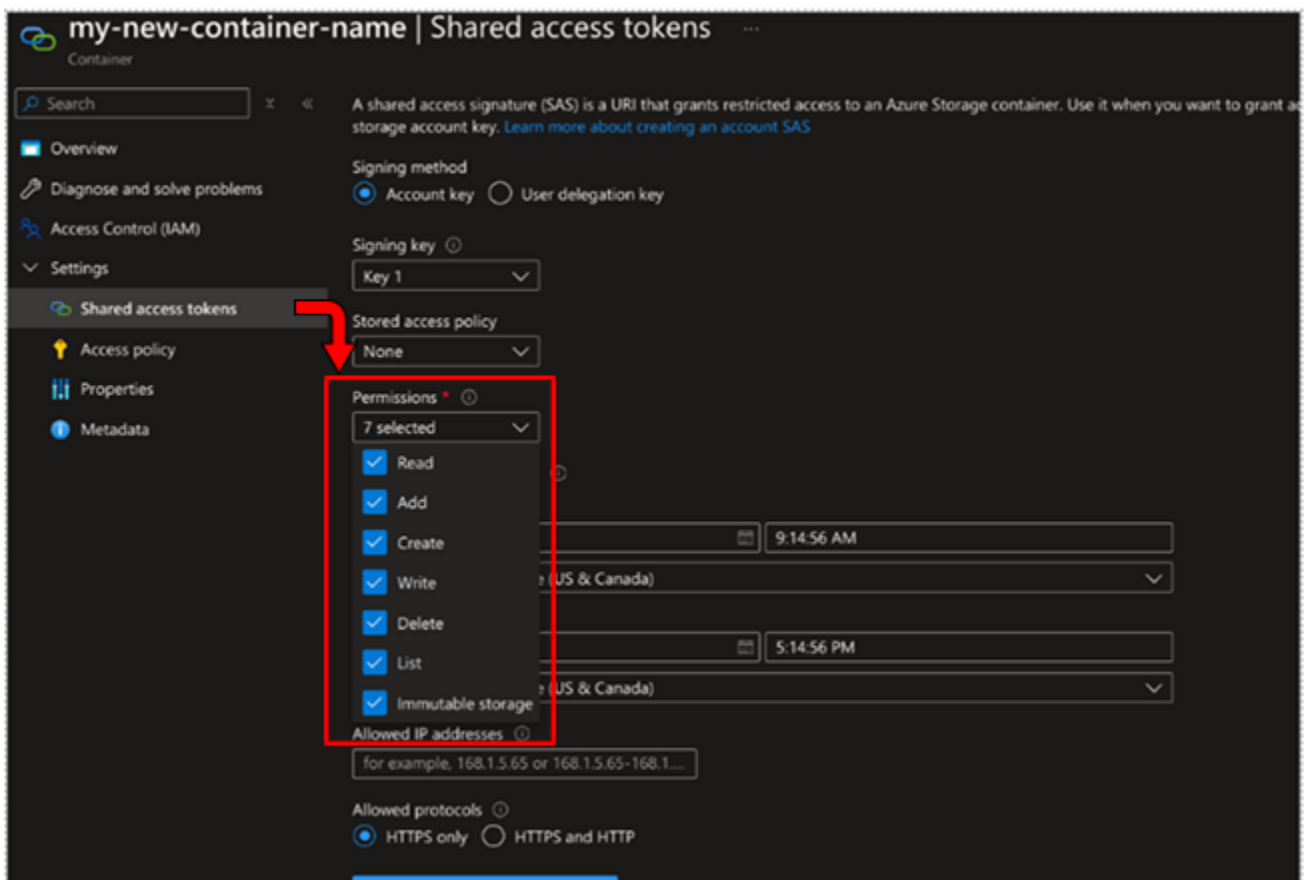 my-new-container-name | Shared access tokens ...
Container
Search
A shared access signature (SAS) is a URI that grants restricted access to an Azure Storage container. Use it when you want to grant
storage account key. Learn more about creating an account SAS
Overview
Diagnose and solve problems
Access Control (IAM)
Settings
Shared access tokens
Access policy
Properties
Metadata
Signing method
Account key
User delegation key
Signing key
Key 1
Stored access policy
None
Permissions *
7 selected
Read
Add
Create
Write
Delete
List
Immutable storage
9:14:56 AM
(US & Canada)
5:14:56 PM
(US & Canada)
Allowed IP addresses
for example, 168.1.5.65 or 168.1.5.65-168.1....
Allowed protocols
HTTPS only
HTTPS and HTTP